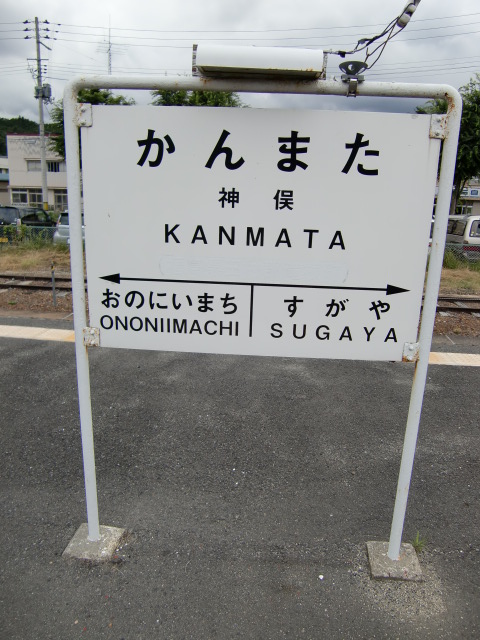 かんまた
神俣
KANMATA
おのにいまち すがや
ONONIIMACHI SUGAYA